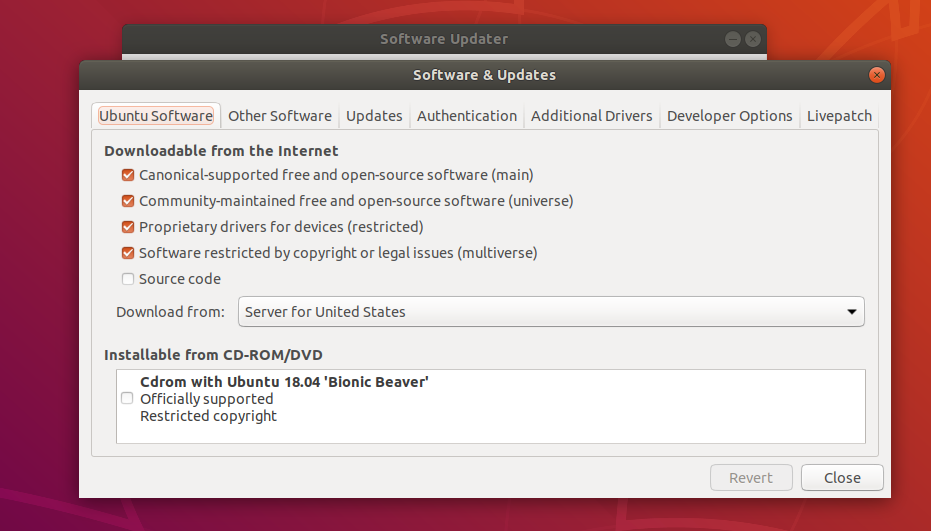 Software Updater
Software & Updates
Ubuntu Software Other Software Updates Authentication Additional Drivers Developer Options Livepatch
Downloadable from the Internet
Canonical-supported free and open-source software (main)
Community-maintained free and open-source software (universe)
Proprietary drivers for devices (restricted)
Software restricted by copyright or legal issues (multiverse)
Source code
Download from: Server for United States
Installable from CD-ROM/DVD
Cdrom with Ubuntu 18.04 'Bionic Beaver'
Officially supported
Restricted copyright
Revert Close